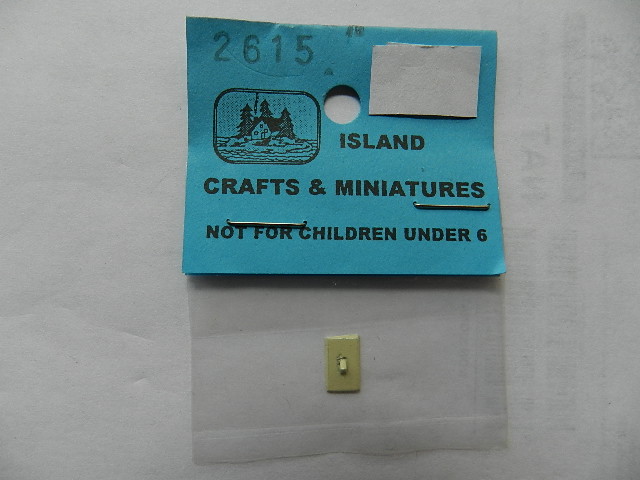 2615
ISLAND
CRAFTS & MINIATURES
NOT FOR CHILDREN UNDER 6